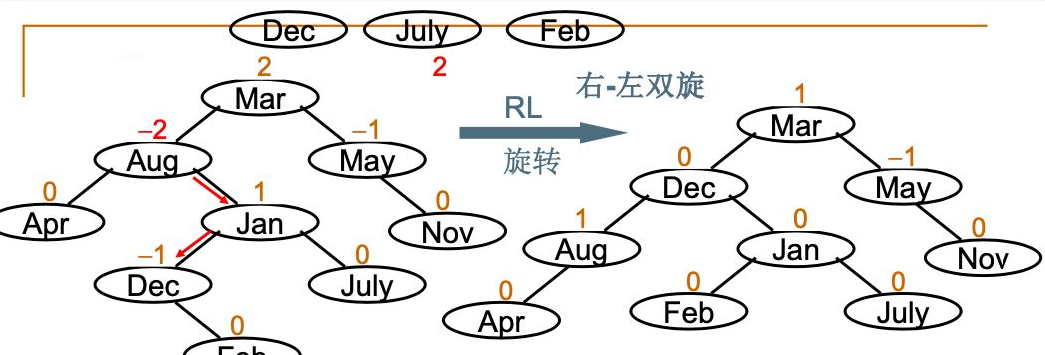 Dec July Feb
2 2
Mar
右-左双旋
RL
旋转
–2 –1
Aug May
0 1 0
Apr Jan Nov
–1 0
Dec July
0
Feb
1
Mar
0 –1
Dec May
1 0 0
Aug Jan Nov
0 0 0
Apr Feb July